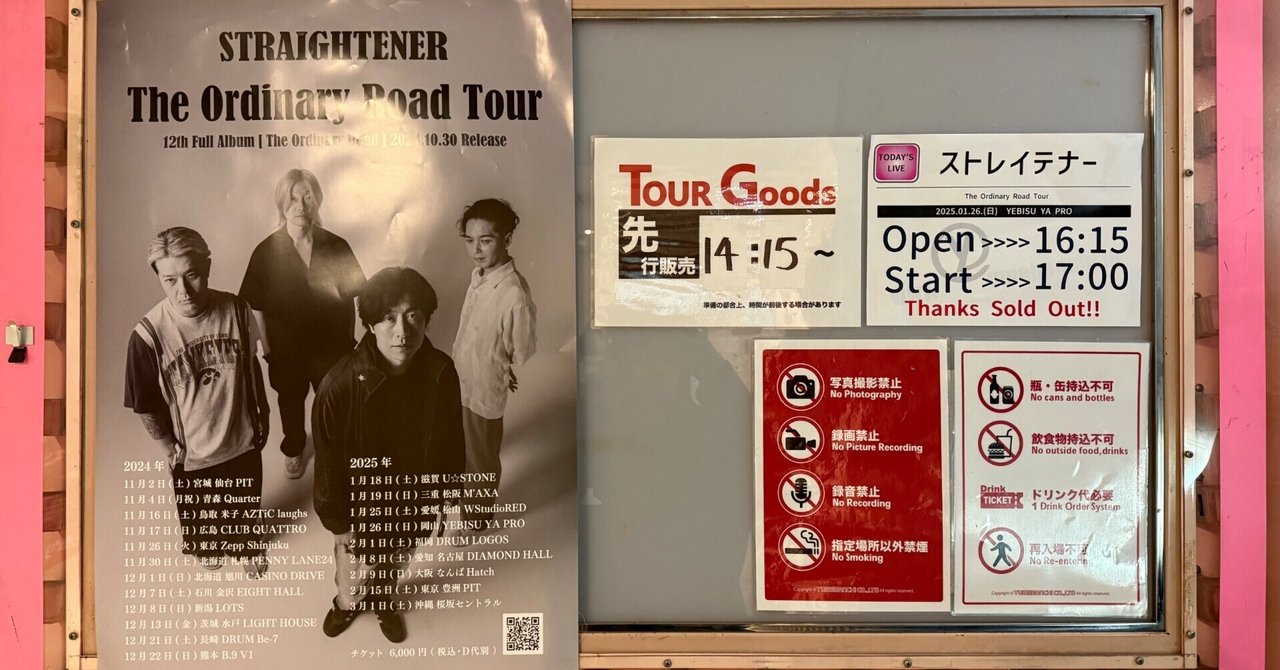 STRAIGHTENER
The Ordinary Road Tour
12th Full Album [ The Ordinary Road ] 2024.10.30 Release
2024年
11月2日(土) 宮城 仙台 PIT
11月4日(月祝) 青森 Quarter
11月16日(土) 鳥取 米子 AZTiC laughs
11月17日(日) 広島 CLUB QUATTRO
11月26日(火) 東京 Zepp Shinjuku
11月30日(土) 北海道 札幌 PENNY LANE24
12月1日(日) 北海道 旭川 CASINO DRIVE
12月7日(土) 石川 金沢 EIGHT HALL
12月8日(日) 新潟 LOTS
12月13日(金) 茨城 水戸 LIGHT HOUSE
12月21日(土) 長崎 DRUM Be-7
12月22日(日) 熊本 B.9 V1
2025年
1月18日(土) 滋賀 U☆STONE
1月19日(日) 三重 松阪 M'AXA
1月25日(土) 愛媛 松山 WStudioRED
1月26日(日) 岡山 YEBISU YA PRO
2月1日(土) 福岡 DRUM LOGOS
2月8日(土) 愛知 名古屋 DIAMOND HALL
2月9日(日) 大阪 なんばHatch
2月15日(土) 東京 豊洲 PIT
3月1日(土) 沖縄 桜坂セントラル
チケット 6,000円 (税込・D代別)
TOUR Goods
先
行販売 14:15～
準備の都合上、時間が前後する場合があります
TODAY'S
LIVE
ストレイテナー
The Ordinary Road Tour
2025.01.26.(日) YEBISU YA PRO
Open >>>> 16:15
Start >>>> 17:00
Thanks Sold Out!!
写真撮影禁止
No Photography
録画禁止
No Picture Recording
録音禁止
No Recording
指定場所以外禁煙
No Smoking
瓶・缶持込不可
No cans and bottles
飲食物持込不可
No outside food,drinks
Drink
TICKET
ドリンク代必要
1 Drink Order System
再入場不可
No Re-entering